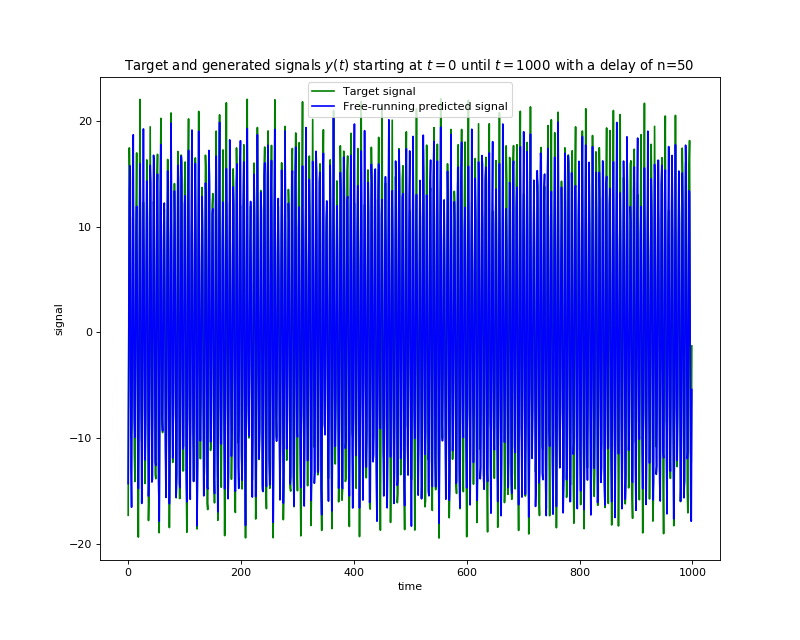 Target and generated signals y(t) starting at t = 0 until t = 1000 with a delay of n=50
Target signal
Free-running predicted signal
20
10
0
−10
−20
signal
0
200
400
600
800
1000
time